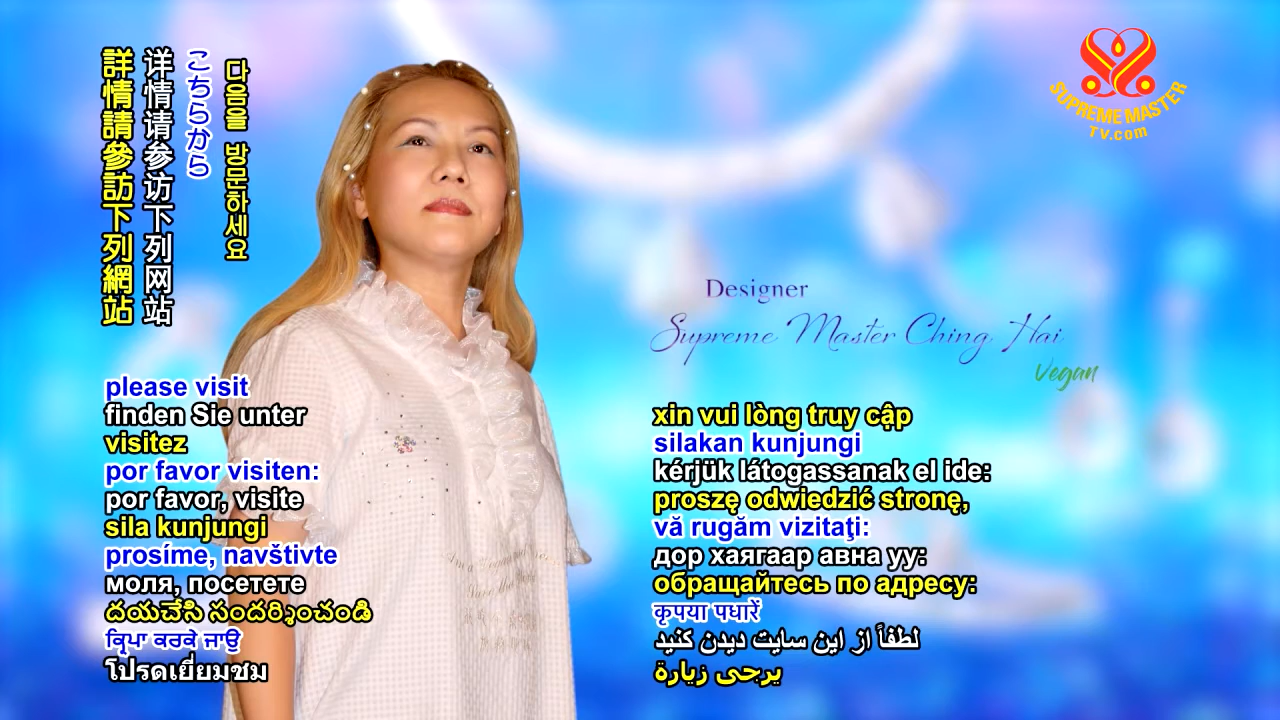 詳情請參訪下列網站
详情请参访下列网站
こちらから
다음을 방문하세요
SUPREME MASTER
TV.com
Designer
Supreme Master Ching Hai
Vegan
please visit
finden Sie unter
visitez
por favor visiten:
por favor, visite
sila kunjungi
prosíme, navštivte
моля, посетете
దయచేసి సందర్శించండి
ਕ੍ਰਿਪਾ ਕਰਕੇ ਜਾਉ
โปรดเยี่ยมชม
xin vui lòng truy cập
silakan kunjungi
kérjük látogassanak el ide:
proszę odwiedzić stronę,
vă rugăm vizitaţi:
дор хаягаар авна уу:
обращайтесь по адресу:
कृपया पधारें
لطفاً از این سایت دیدن کنید
يرجى زيارة